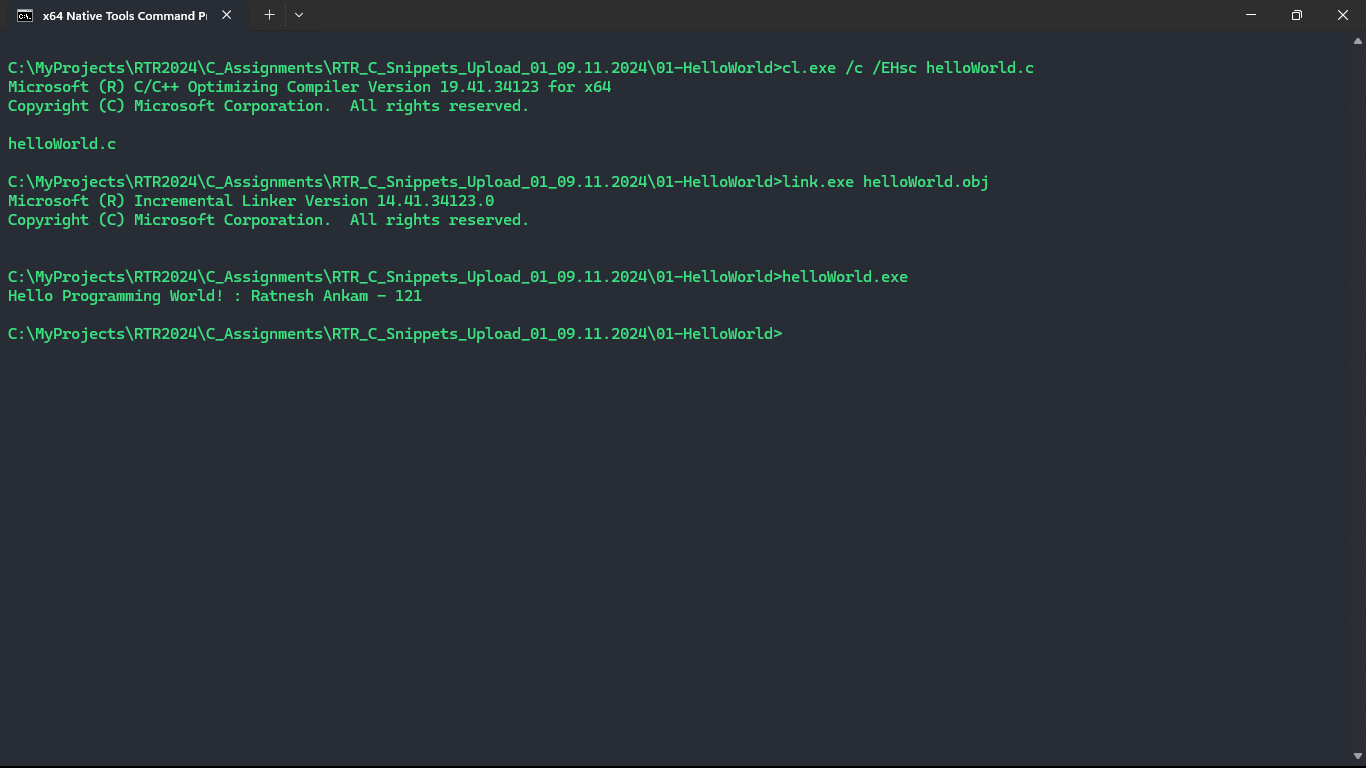 x64 Native Tools Command Pr
C:\MyProjects\RTR2024\C_Assignments\RTR_C_Snippets_Upload_01_09.11.2024\01-HelloWorld>cl.exe /c /EHsc helloWorld.c
Microsoft (R) C/C++ Optimizing Compiler Version 19.41.34123 for x64
Copyright (C) Microsoft Corporation.  All rights reserved.
helloWorld.c
C:\MyProjects\RTR2024\C_Assignments\RTR_C_Snippets_Upload_01_09.11.2024\01-HelloWorld>link.exe helloWorld.obj
Microsoft (R) Incremental Linker Version 14.41.34123.0
Copyright (C) Microsoft Corporation.  All rights reserved.
C:\MyProjects\RTR2024\C_Assignments\RTR_C_Snippets_Upload_01_09.11.2024\01-HelloWorld>helloWorld.exe
Hello Programming World! : Ratnesh Ankam - 121
C:\MyProjects\RTR2024\C_Assignments\RTR_C_Snippets_Upload_01_09.11.2024\01-HelloWorld>